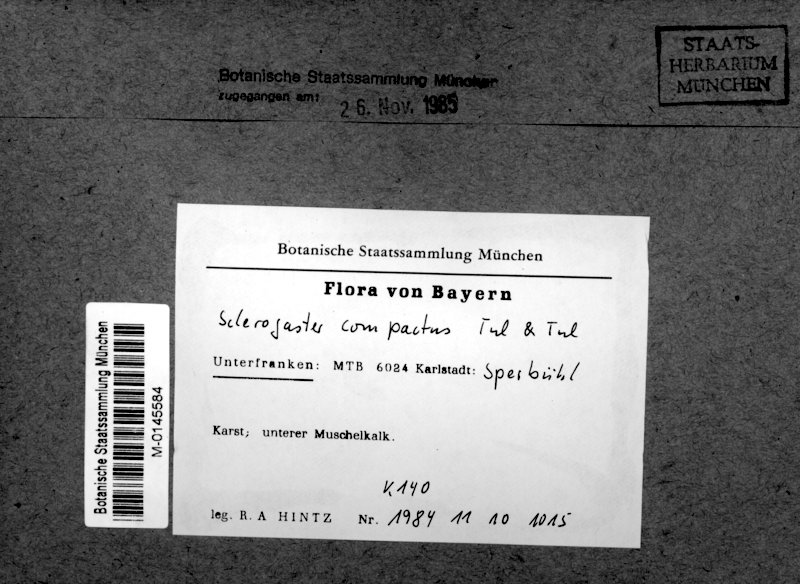 STAATS-
HERBARIUM
MÜNCHEN
Botanische Staatssammlung München
zugegangen am:
26. Nov. 1985
Botanische Staatssammlung München
Flora von Bayern
Sclerogaster compactus Tul & Tul
Unterfranken: MTB 6024 Karlstadt: Sperbühl
Karst; unterer Muschelkalk.
V.140
leg. R. A HINTZ Nr. 1984 11 10 1015
Botanische Staatssammlung München
M-0145584